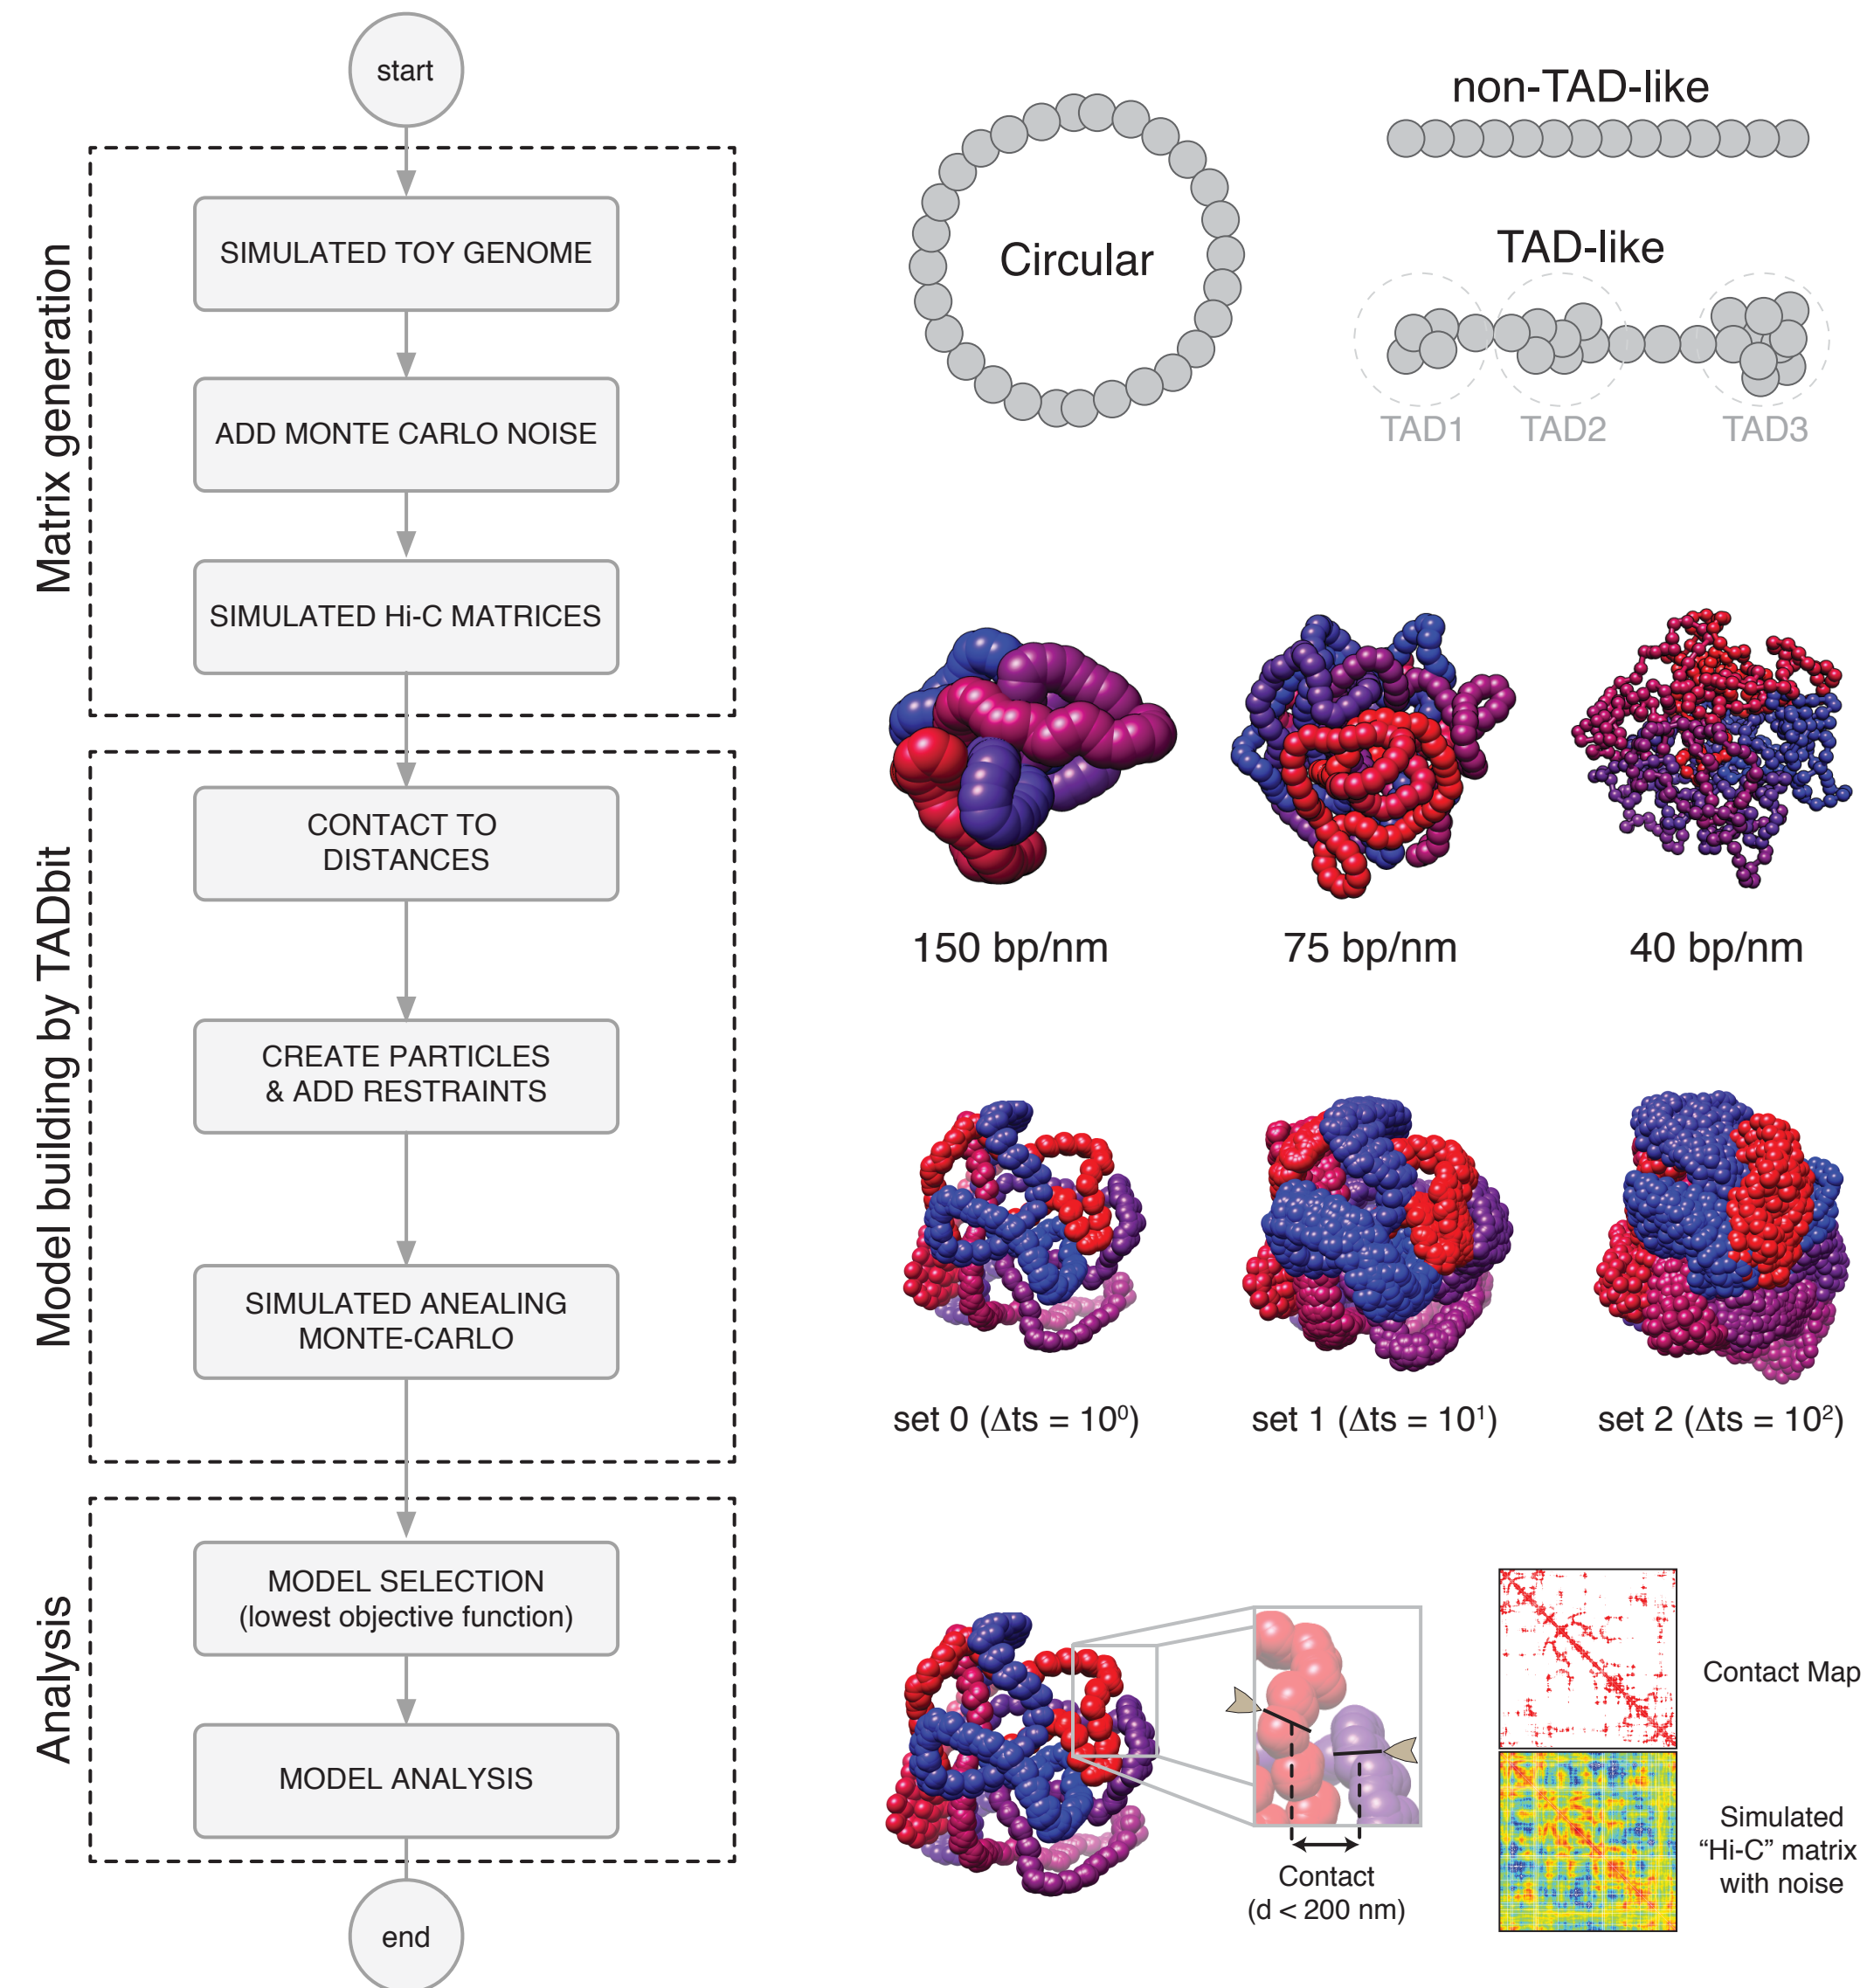 start
Matrix generation
SIMULATED TOY GENOME
ADD MONTE CARLO NOISE
SIMULATED Hi-C MATRICES
Model building by TADbit
CONTACT TO
DISTANCES
CREATE PARTICLES
& ADD RESTRAINTS
SIMULATED ANEALING
MONTE-CARLO
Analysis
MODEL SELECTION
(lowest objective function)
MODEL ANALYSIS
end
Circular
non-TAD-like
TAD-like
TAD1
TAD2
TAD3
150 bp/nm
75 bp/nm
40 bp/nm
set 0 (Δts = 10⁰)
set 1 (Δts = 10¹)
set 2 (Δts = 10²)
Contact
(d < 200 nm)
Contact Map
Simulated
“Hi-C” matrix
with noise